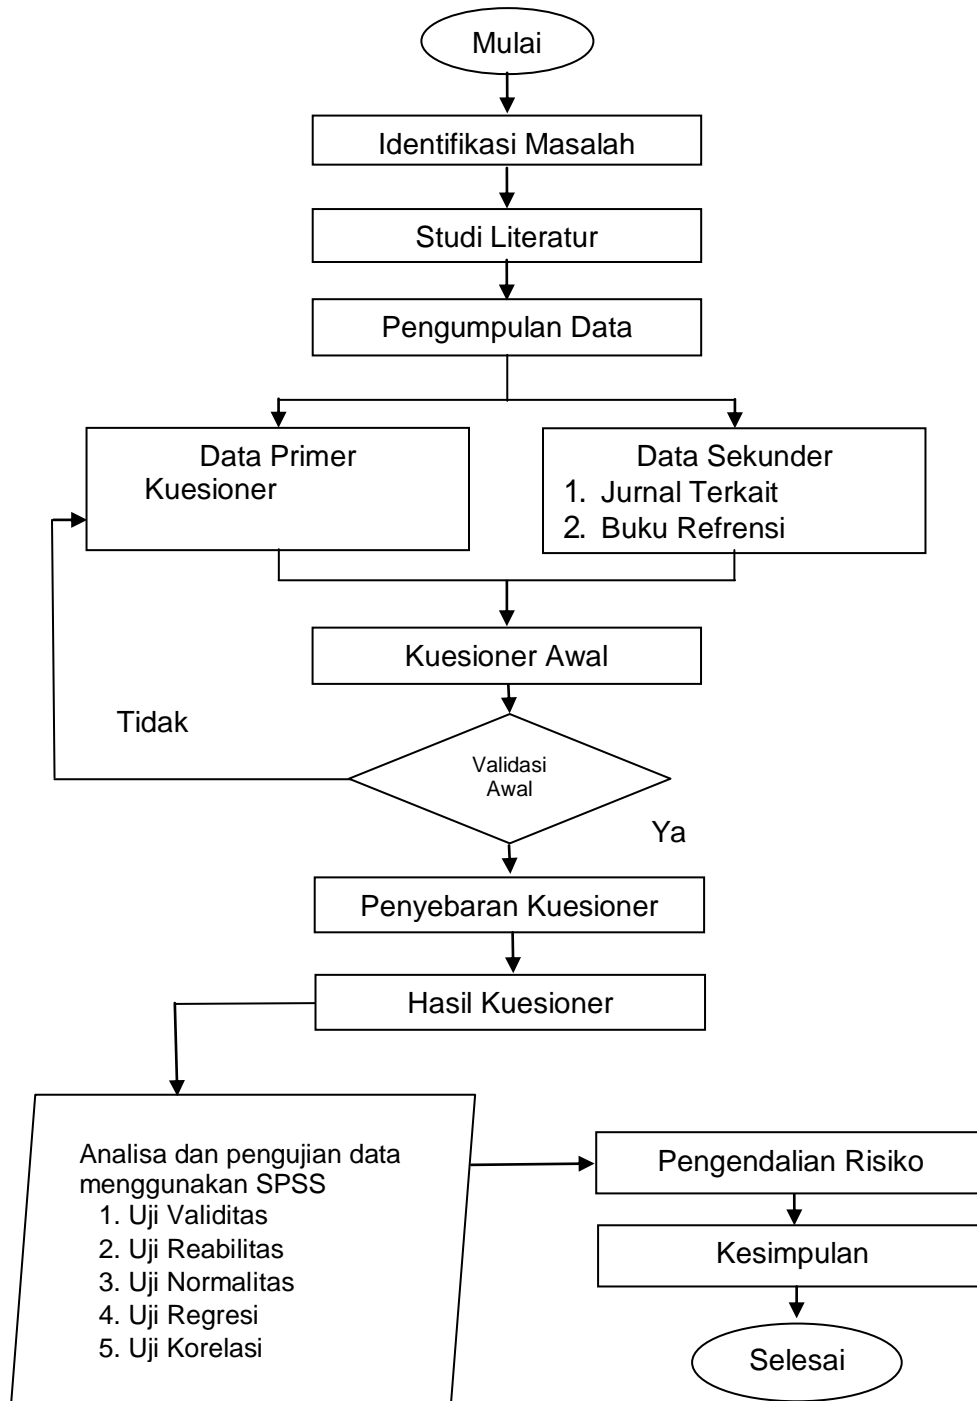 Mulai
Identifikasi Masalah
Studi Literatur
Pengumpulan Data
Data Primer
Kuesioner
Data Sekunder
1. Jurnal Terkait
2. Buku Refrensi
Kuesioner Awal
Tidak
Validasi
Awal
Ya
Penyebaran Kuesioner
Hasil Kuesioner
Analisa dan pengujian data
menggunakan SPSS
1. Uji Validitas
2. Uji Reabilitas
3. Uji Normalitas
4. Uji Regresi
5. Uji Korelasi
Pengendalian Risiko
Kesimpulan
Selesai